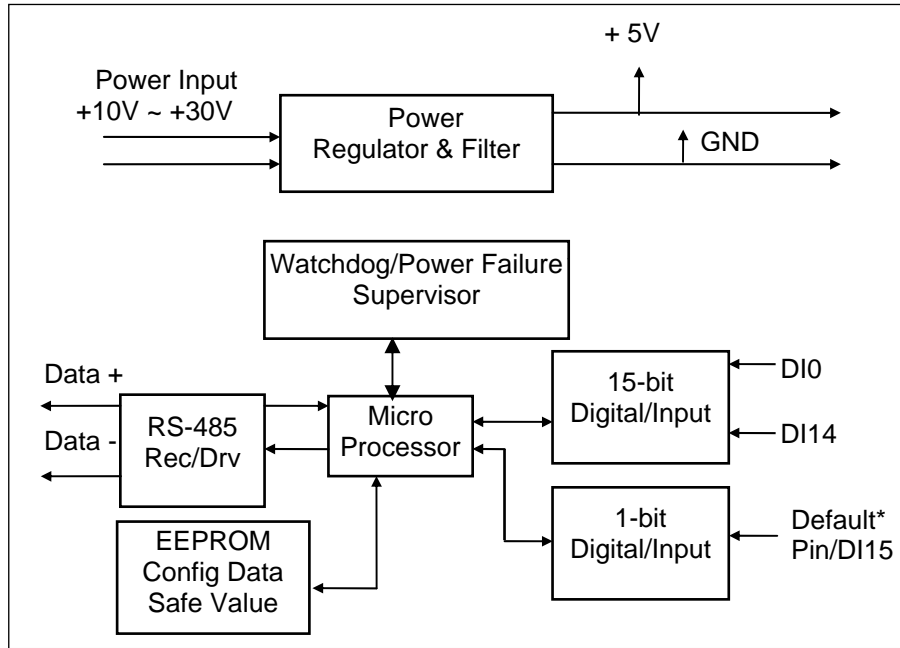 + 5V
Power Input
+10V ~ +30V
Power
Regulator & Filter
GND
Watchdog/Power Failure
Supervisor
Data +
Data -
RS-485
Rec/Drv
Micro
Processor
15-bit
Digital/Input
DI0
DI14
EEPROM
Config Data
Safe Value
1-bit
Digital/Input
Default*
Pin/DI15